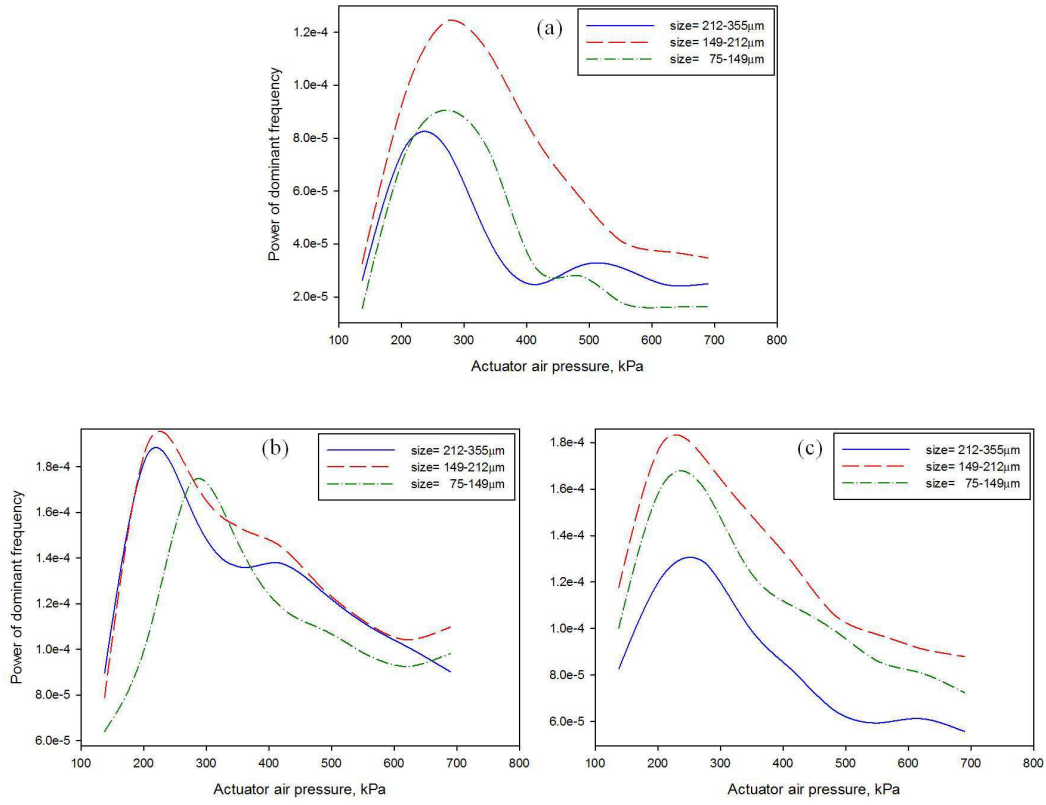 (a)
size= 212-355µm
size= 149-212µm
size= 75-149µm
Power of dominant frequency
1.2e-4
1.0e-4
8.0e-5
6.0e-5
4.0e-5
2.0e-5
100 200 300 400 500 600 700 800
Actuator air pressure, kPa
(b)
size= 212-355µm
size= 149-212µm
size= 75-149µm
Power of dominant frequency
1.8e-4
1.6e-4
1.4e-4
1.2e-4
1.0e-4
8.0e-5
6.0e-5
100 200 300 400 500 600 700 800
Actuator air pressure, kPa
(c)
size= 212-355µm
size= 149-212µm
size= 75-149µm
1.8e-4
1.6e-4
1.4e-4
1.2e-4
1.0e-4
8.0e-5
6.0e-5
100 200 300 400 500 600 700 800
Actuator air pressure, kPa